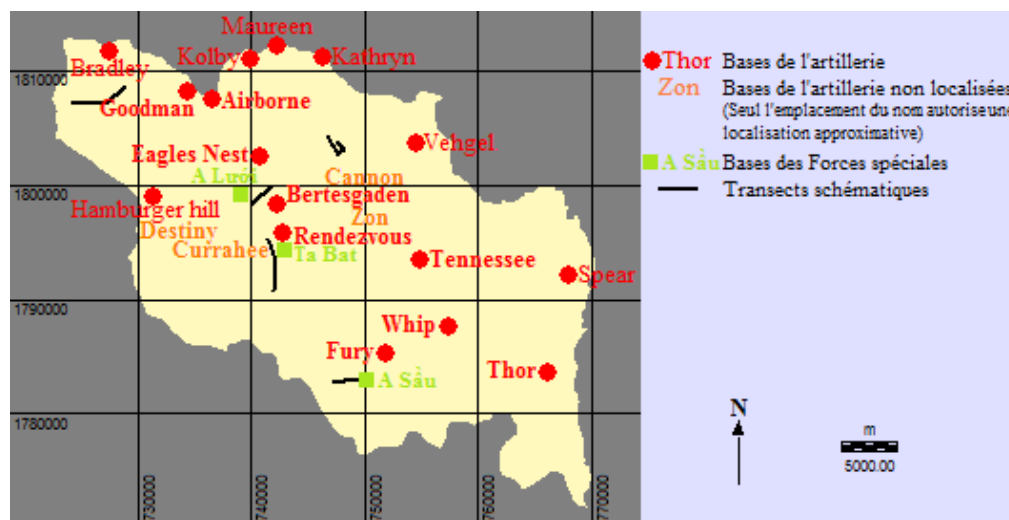 Maureen
Kolby
Kathryn
Bradley
1810000
Goodman
Airborne
Vehgel
Eagles Nest
A Lưới
Cannon
1800000
Hamburger hill
Bertesgaden
Zon
Destiny
Rendezvous
Currahee
Ta Bat
Tennessee
Spear
1790000
Whip
Fury
Thor
A Sầu
1780000
730000
740000
750000
760000
770000
Thor Bases de l'artillerie
Zon Bases de l'artillerie non localisées
(Seul l'emplacement du nom autorise une
localisation approximative)
A Sầu Bases des Forces spéciales
Transects schématiques
N
m
5000.00